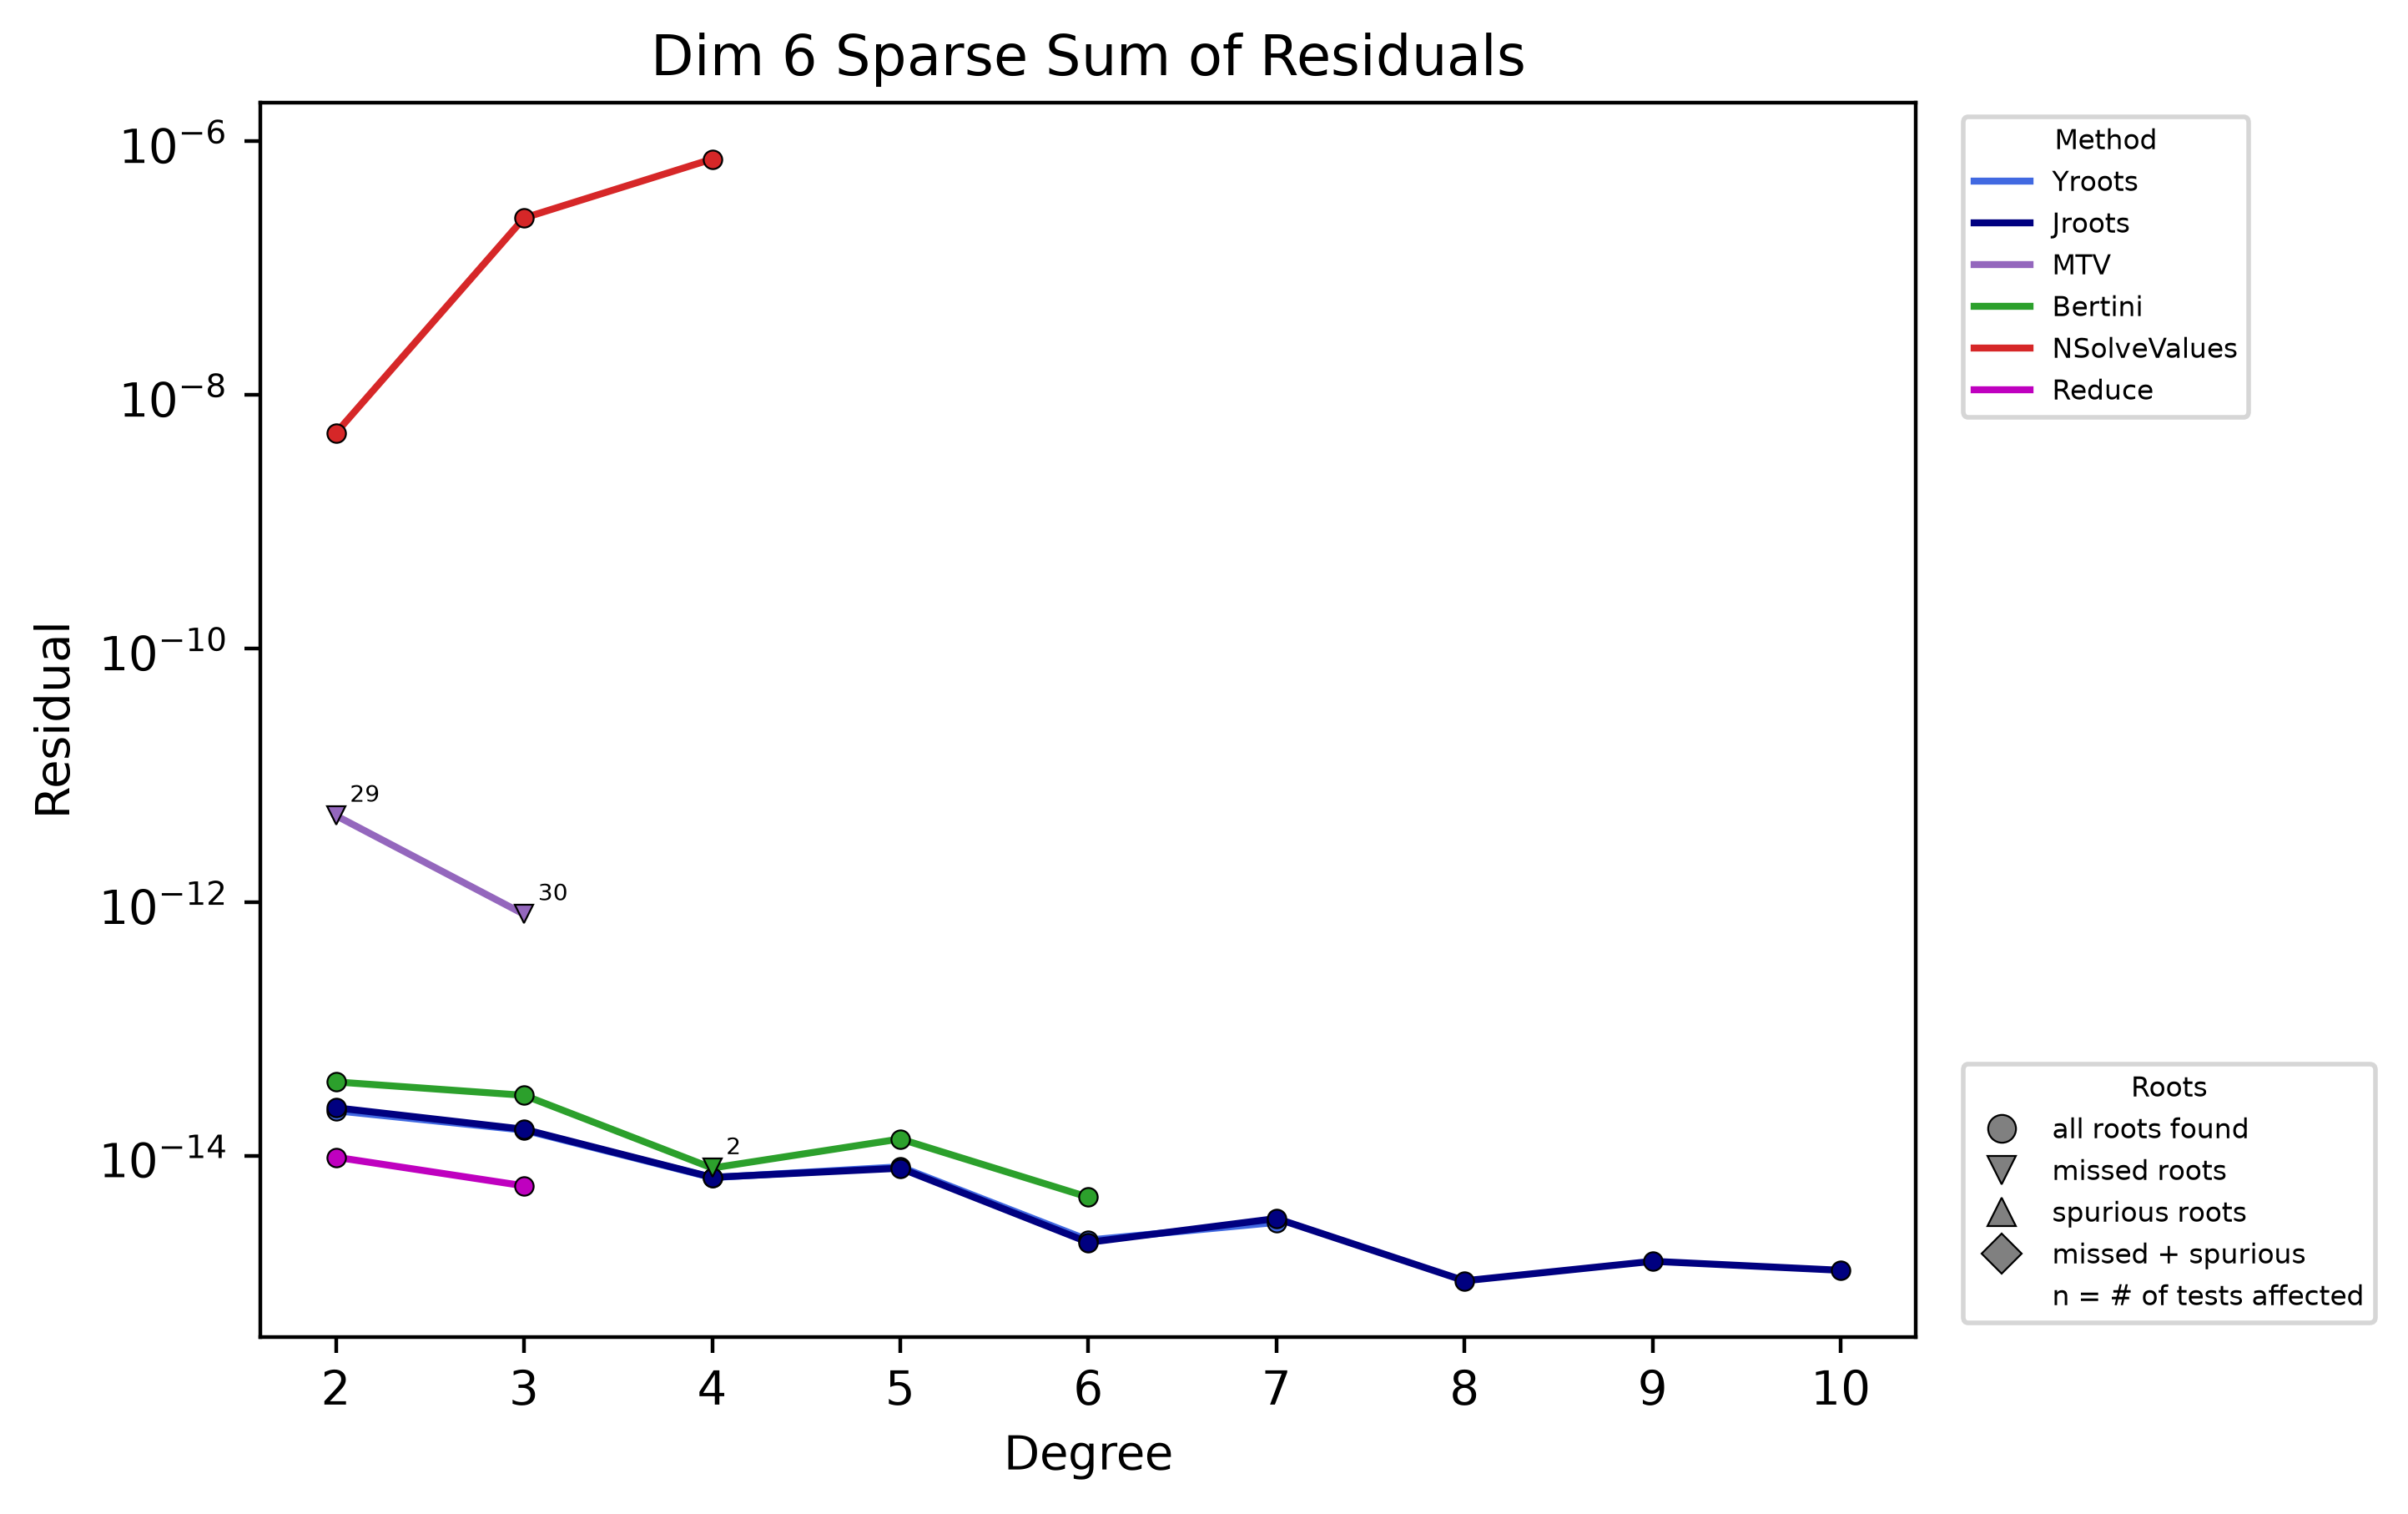 Dim 6 Sparse Sum of Residuals
Residual
10⁻⁶
10⁻⁸
10⁻¹⁰
10⁻¹²
10⁻¹⁴
29
30
2
2 3 4 5 6 7 8 9 10
Degree
Method
Yroots
Jroots
MTV
Bertini
NSolveValues
Reduce
Roots
all roots found
missed roots
spurious roots
missed + spurious
n = # of tests affected